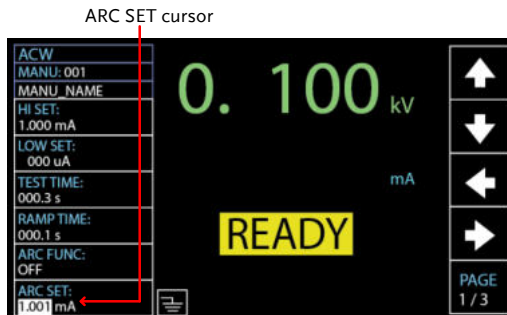 ARC SET cursor
ACW
MANU: 001
MANU_NAME
HI SET:
1.000 mA
LOW SET:
000 uA
TEST TIME:
000.3 s
RAMP TIME:
000.1 s
ARC FUNC:
OFF
ARC SET:
1.001 mA
0. 100 kV
mA
READY
PAGE
1 / 3